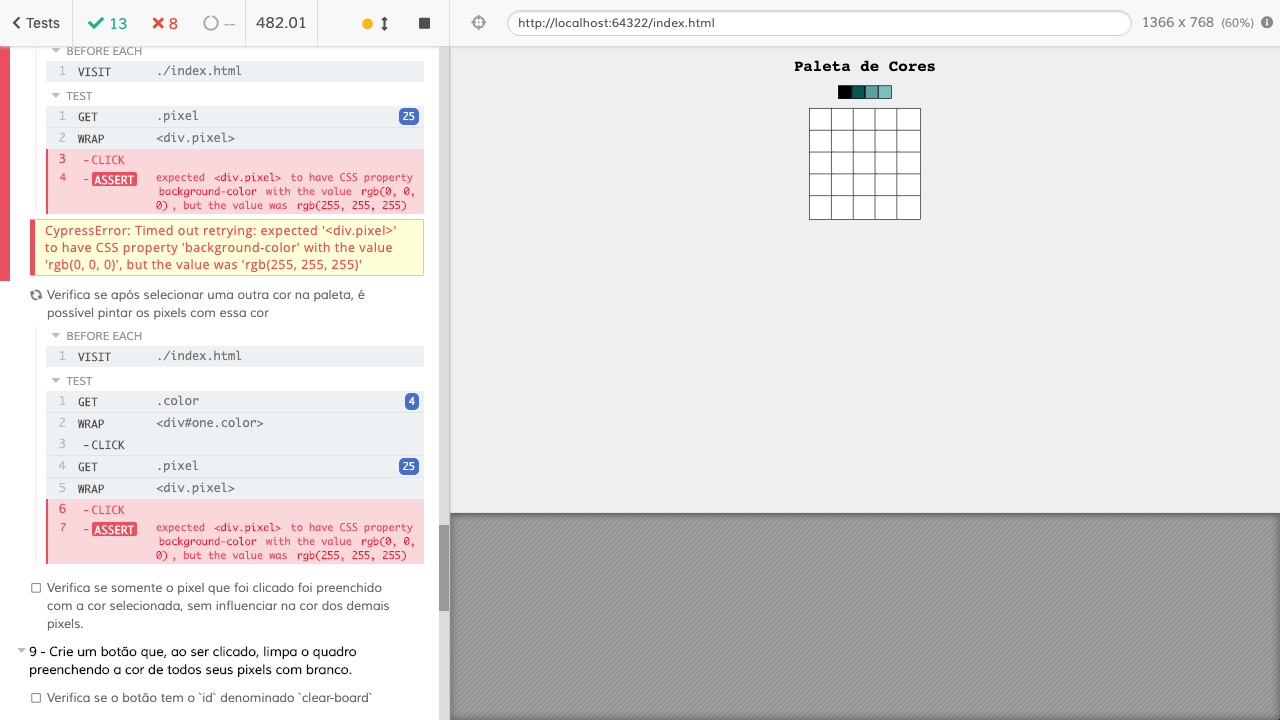 Tests 13 8 -- 482.01 http://localhost:64322/index.html 1366 x 768 (60%)
BEFORE EACH
1 VISIT ./index.html
TEST
1 GET .pixel 25
2 WRAP <div.pixel>
3 -CLICK
4 -ASSERT expected <div.pixel> to have CSS property
background-color with the value rgb(0, 0,
0), but the value was rgb(255, 255, 255)
CypressError: Timed out retrying: expected '<div.pixel>'
to have CSS property 'background-color' with the value
'rgb(0, 0, 0)', but the value was 'rgb(255, 255, 255)'
Verifica se após selecionar uma outra cor na paleta, é
possível pintar os pixels com essa cor
BEFORE EACH
1 VISIT ./index.html
TEST
1 GET .color 4
2 WRAP <div#one.color>
3 -CLICK
4 GET .pixel 25
5 WRAP <div.pixel>
6 -CLICK
7 -ASSERT expected <div.pixel> to have CSS property
background-color with the value rgb(0, 0,
0), but the value was rgb(255, 255, 255)
Verifica se somente o pixel que foi clicado foi preenchido
com a cor selecionada, sem influenciar na cor dos demais
pixels.
9 - Crie um botão que, ao ser clicado, limpa o quadro
preenchendo a cor de todos seus pixels com branco.
Verifica se o botão tem o `id` denominado `clear-board`
Paleta de Cores